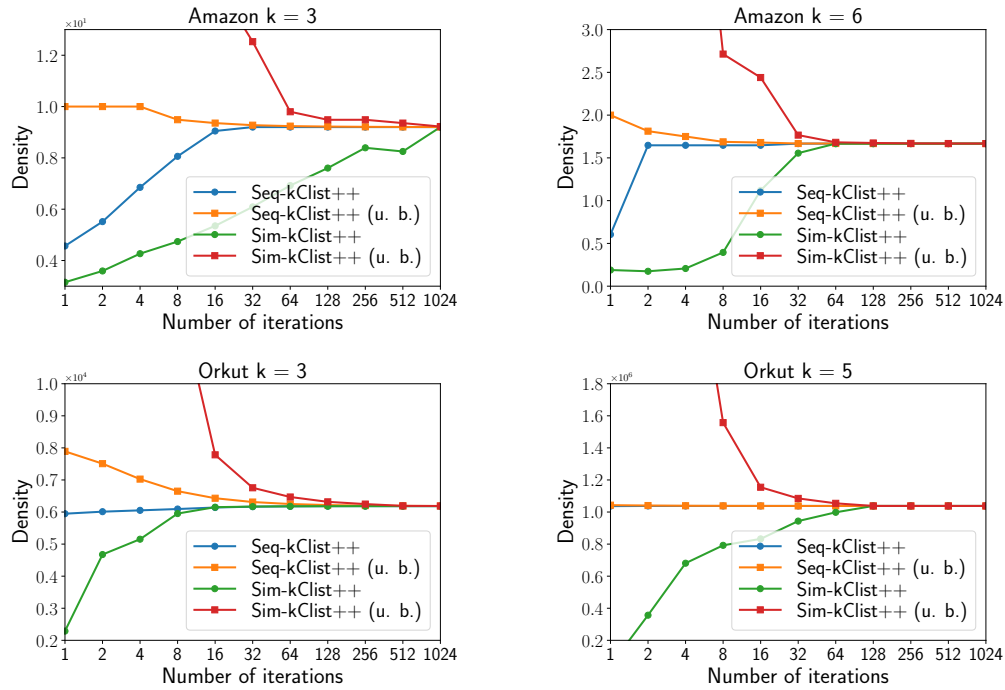 Amazon k = 3
×10¹
Density
1.2
1.0
0.8
0.6
0.4
Seq-kClist++
Seq-kClist++ (u. b.)
Sim-kClist++
Sim-kClist++ (u. b.)
1 2 4 8 16 32 64 128 256 512 1024
Number of iterations
Amazon k = 6
Density
3.0
2.5
2.0
1.5
1.0
0.5
0.0
Seq-kClist++
Seq-kClist++ (u. b.)
Sim-kClist++
Sim-kClist++ (u. b.)
1 2 4 8 16 32 64 128 256 512 1024
Number of iterations
Orkut k = 3
×10⁴
Density
1.0
0.9
0.8
0.7
0.6
0.5
0.4
0.3
0.2
Seq-kClist++
Seq-kClist++ (u. b.)
Sim-kClist++
Sim-kClist++ (u. b.)
1 2 4 8 16 32 64 128 256 512 1024
Number of iterations
Orkut k = 5
×10⁶
Density
1.8
1.6
1.4
1.2
1.0
0.8
0.6
0.4
0.2
Seq-kClist++
Seq-kClist++ (u. b.)
Sim-kClist++
Sim-kClist++ (u. b.)
1 2 4 8 16 32 64 128 256 512 1024
Number of iterations